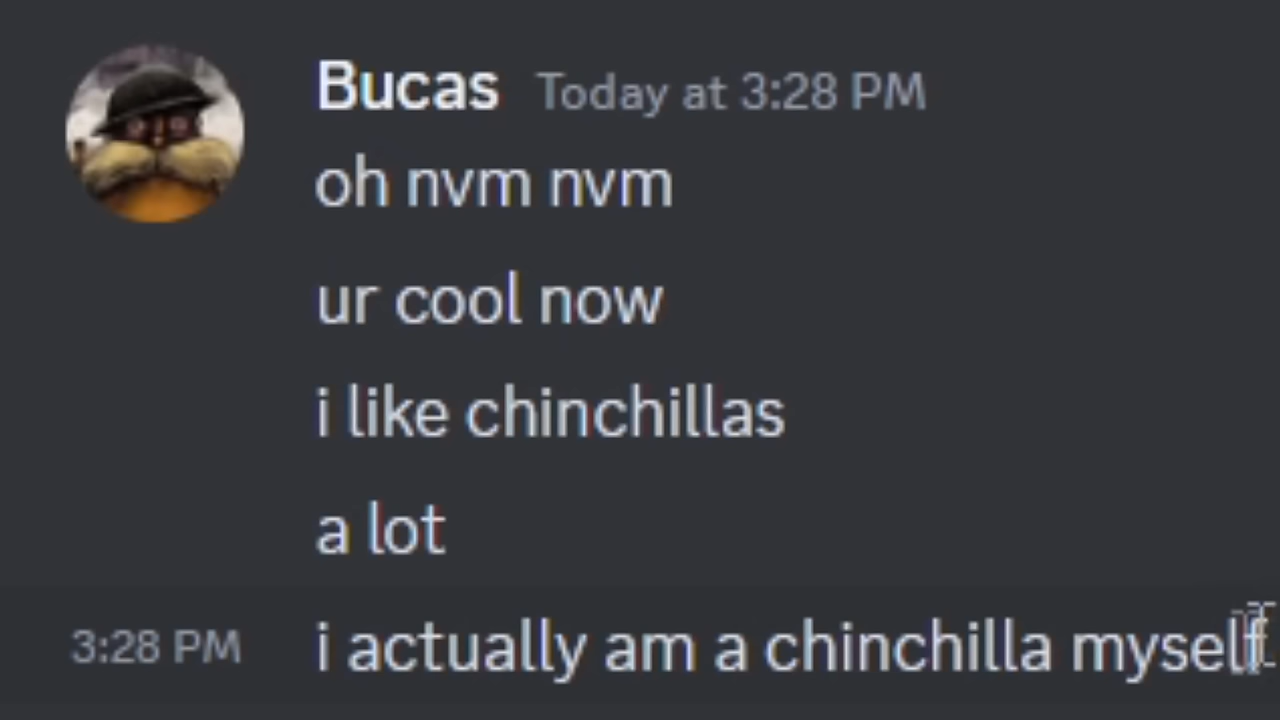 Bucas Today at 3:28 PM
oh nvm nvm
ur cool now
i like chinchillas
a lot
3:28 PM i actually am a chinchilla myself